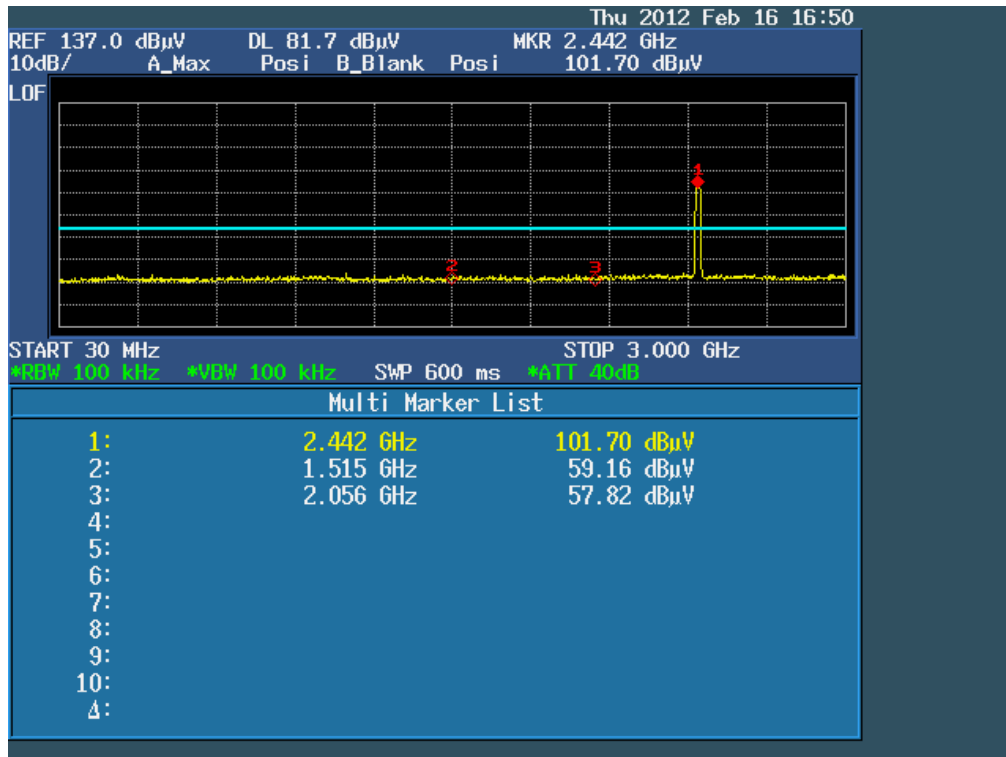 Thu 2012 Feb 16 16:50
REF 137.0 dBµV DL 81.7 dBµV MKR 2.442 GHz
10dB/ A_Max Posi B_Blank Posi 101.70 dBµV
LOF
1
2 3
START 30 MHz STOP 3.000 GHz
*RBW 100 kHz *VBW 100 kHz SWP 600 ms *ATT 40dB
Multi Marker List
1: 2.442 GHz 101.70 dBµV
2: 1.515 GHz 59.16 dBµV
3: 2.056 GHz 57.82 dBµV
4:
5:
6:
7:
8:
9:
10:
Δ: